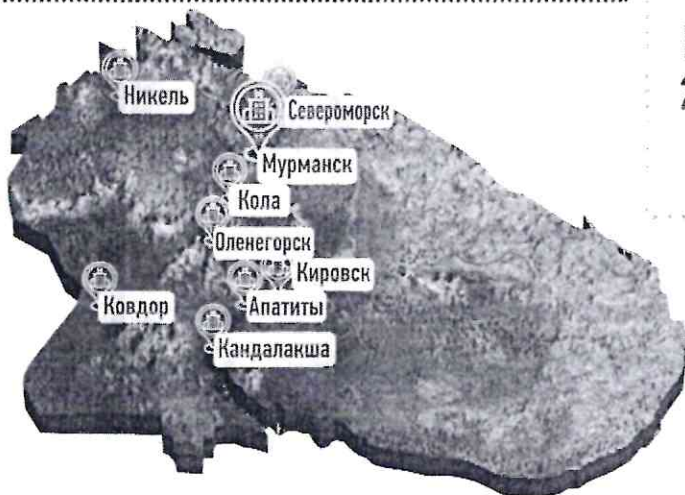 Никель
Североморск
Мурманск
Кола
Оленегорск
Кировск
Ковдор
Апатиты
Кандалакша